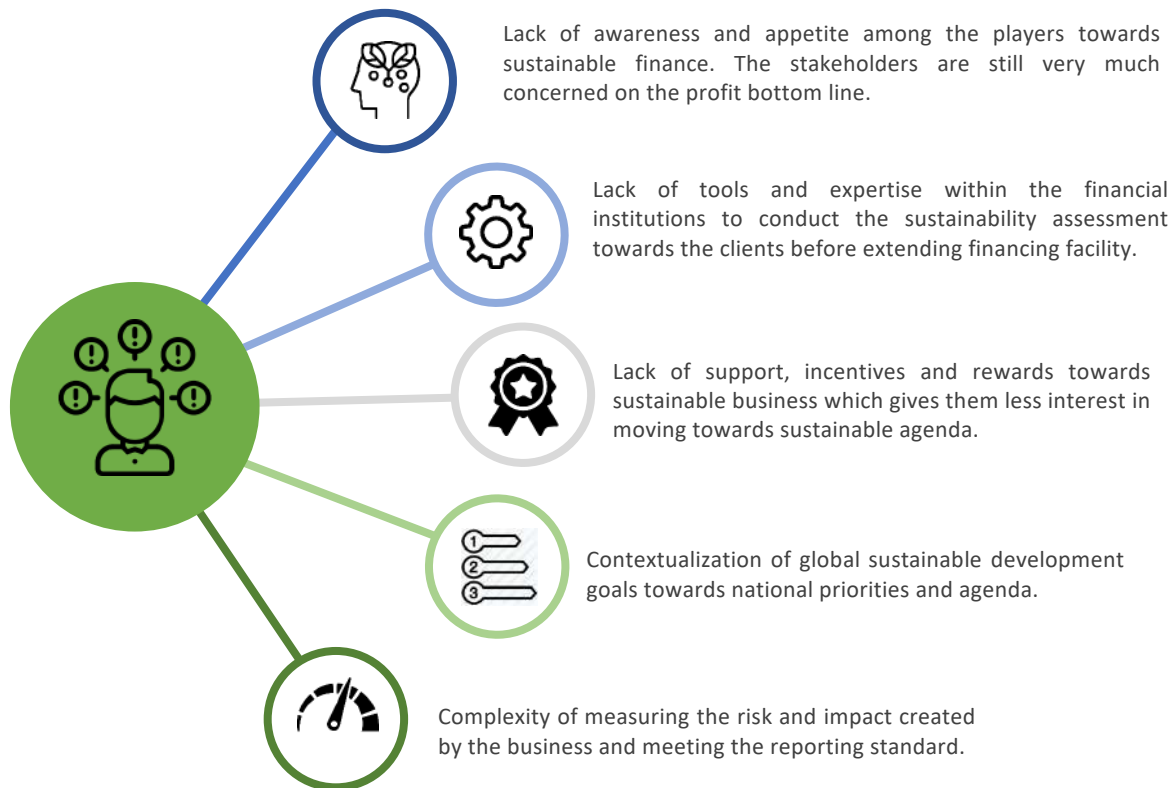 Lack of awareness and appetite among the players towards
sustainable finance. The stakeholders are still very much
concerned on the profit bottom line.
Lack of tools and expertise within the financial
institutions to conduct the sustainability assessment
towards the clients before extending financing facility.
Lack of support, incentives and rewards towards
sustainable business which gives them less interest in
moving towards sustainable agenda.
1
2
3
Contextualization of global sustainable development
goals towards national priorities and agenda.
Complexity of measuring the risk and impact created
by the business and meeting the reporting standard.